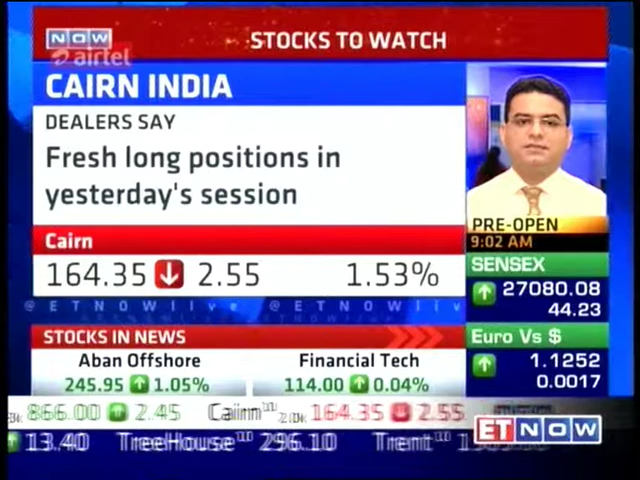 NOW
airtel
STOCKS TO WATCH
CAIRN INDIA
DEALERS SAY
Fresh long positions in
yesterday's session
Cairn
164.35 2.55 1.53%
@ETNOWlive @ETNOWliv
PRE-OPEN
9:02 AM
SENSEX
27080.08
44.23
STOCKS IN NEWS
Aban Offshore Financial Tech
245.95 1.05% 114.00 0.04%
Euro Vs $
1.1252
0.0017
866.00 2.45 Cairn 164.35 2.55
ET NOW
13.40 TreeHouse 296.10 Trent